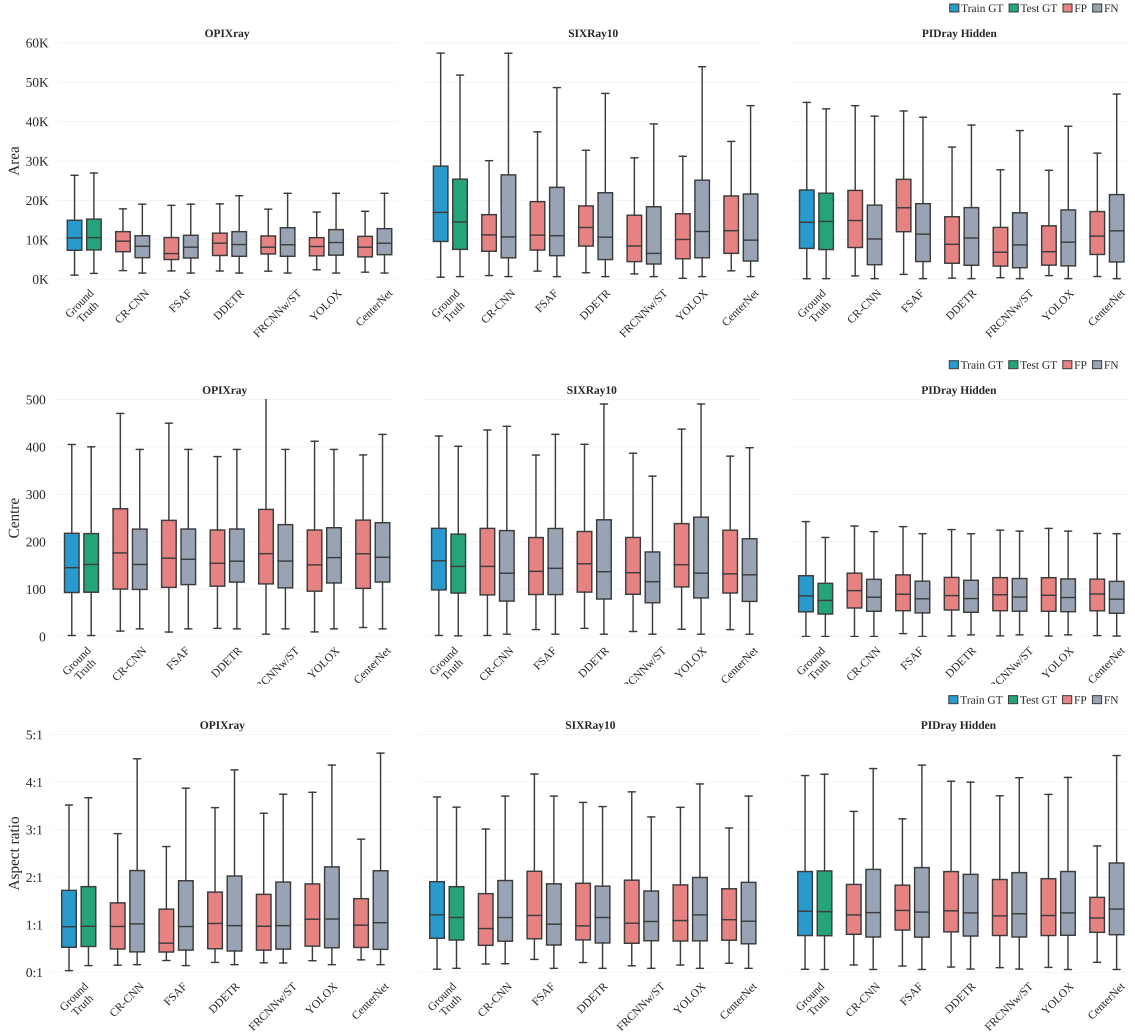 Train GT Test GT FP FN
OPIXray SIXRay10 PIDray Hidden
60K
50K
40K
30K
20K
10K
0K
Area
Ground Truth CR-CNN FSAF DDETR FRCNNw/ST YOLOX CenterNet
Ground Truth CR-CNN FSAF DDETR FRCNNw/ST YOLOX CenterNet
Ground Truth CR-CNN FSAF DDETR FRCNNw/ST YOLOX CenterNet
Train GT Test GT FP FN
OPIXray SIXRay10 PIDray Hidden
500
400
300
200
100
0
Centre
Ground Truth CR-CNN FSAF DDETR RCNNw/ST YOLOX CenterNet
Ground Truth CR-CNN FSAF DDETR RCNNw/ST YOLOX CenterNet
Ground Truth CR-CNN FSAF DDETR RCNNw/ST YOLOX CenterNet
Train GT Test GT FP FN
OPIXray SIXRay10 PIDray Hidden
5:1
4:1
3:1
2:1
1:1
0:1
Aspect ratio
Ground Truth CR-CNN FSAF DDETR FRCNNw/ST YOLOX CenterNet
Ground Truth CR-CNN FSAF DDETR FRCNNw/ST YOLOX CenterNet
Ground Truth CR-CNN FSAF DDETR FRCNNw/ST YOLOX CenterNet